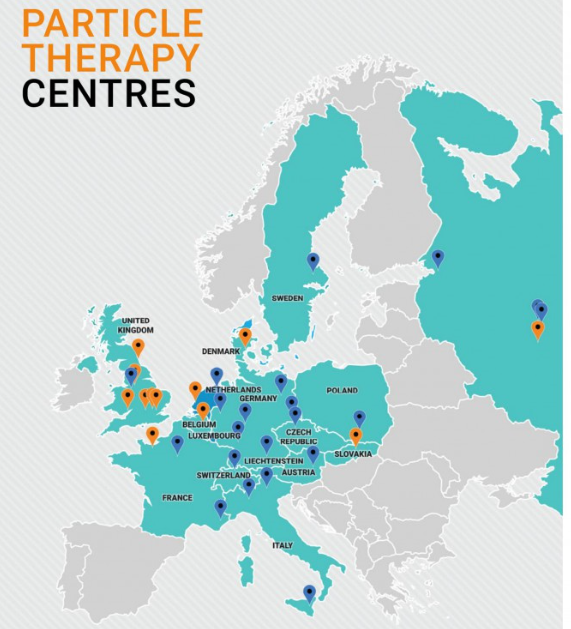 PARTICLE
THERAPY
CENTRES
SWEDEN
UNITED
KINGDOM
DENMARK
NETHERLANDS
GERMANY
POLAND
BELGIUM
LUXEMBOURG
CZECH
REPUBLIC
SLOVAKIA
LIECHTENSTEIN
SWITZERLAND
AUSTRIA
FRANCE
ITALY